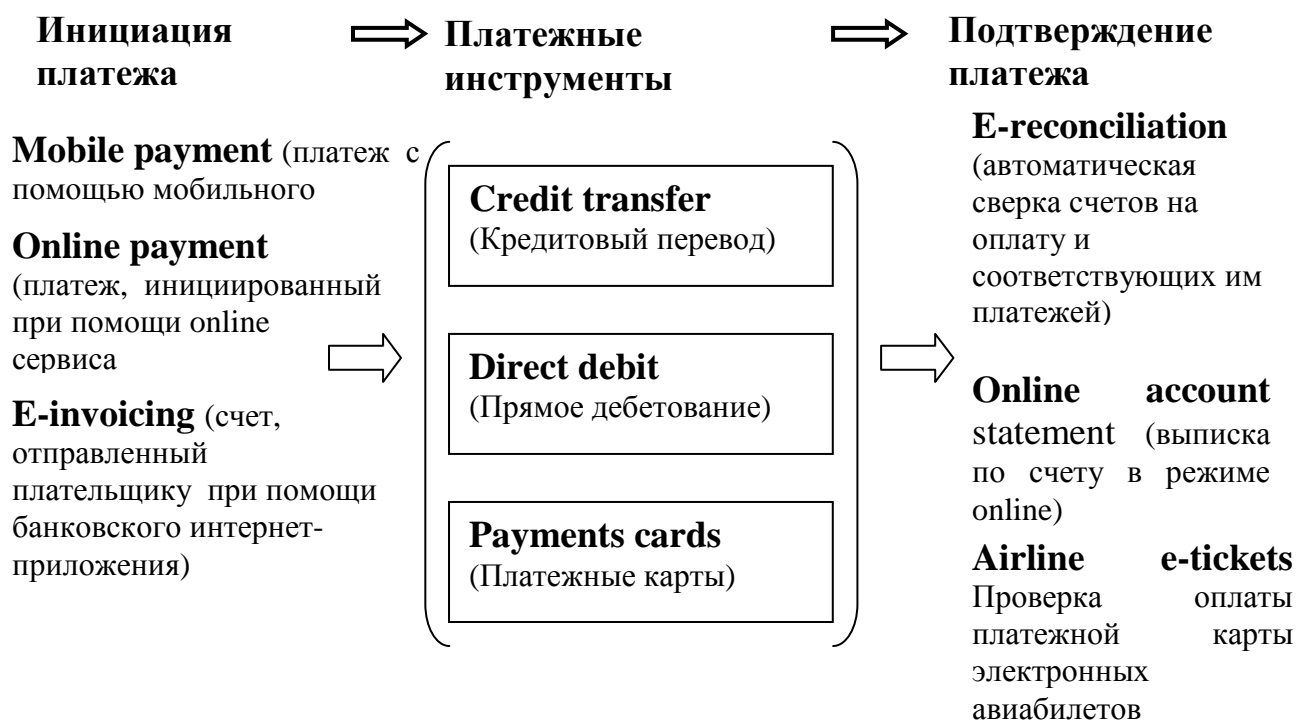 Инициация
платежа
Платежные
инструменты
Подтверждение
платежа
Mobile payment (платеж с
помощью мобильного
Online payment
(платеж, инициированный
при помощи online
сервиса
E-invoicing (счет,
отправленный
плательщику при помощи
банковского интернет-
приложения)
Credit transfer
(Кредитовый перевод)
Direct debit
(Прямое дебетование)
Payments cards
(Платежные карты)
E-reconciliation
(автоматическая
сверка счетов на
оплату и
соответствующих им
платежей)
Online account
statement (выписка
по счету в режиме
online)
Airline e-tickets
Проверка оплаты
платежной карты
электронных
авиабилетов